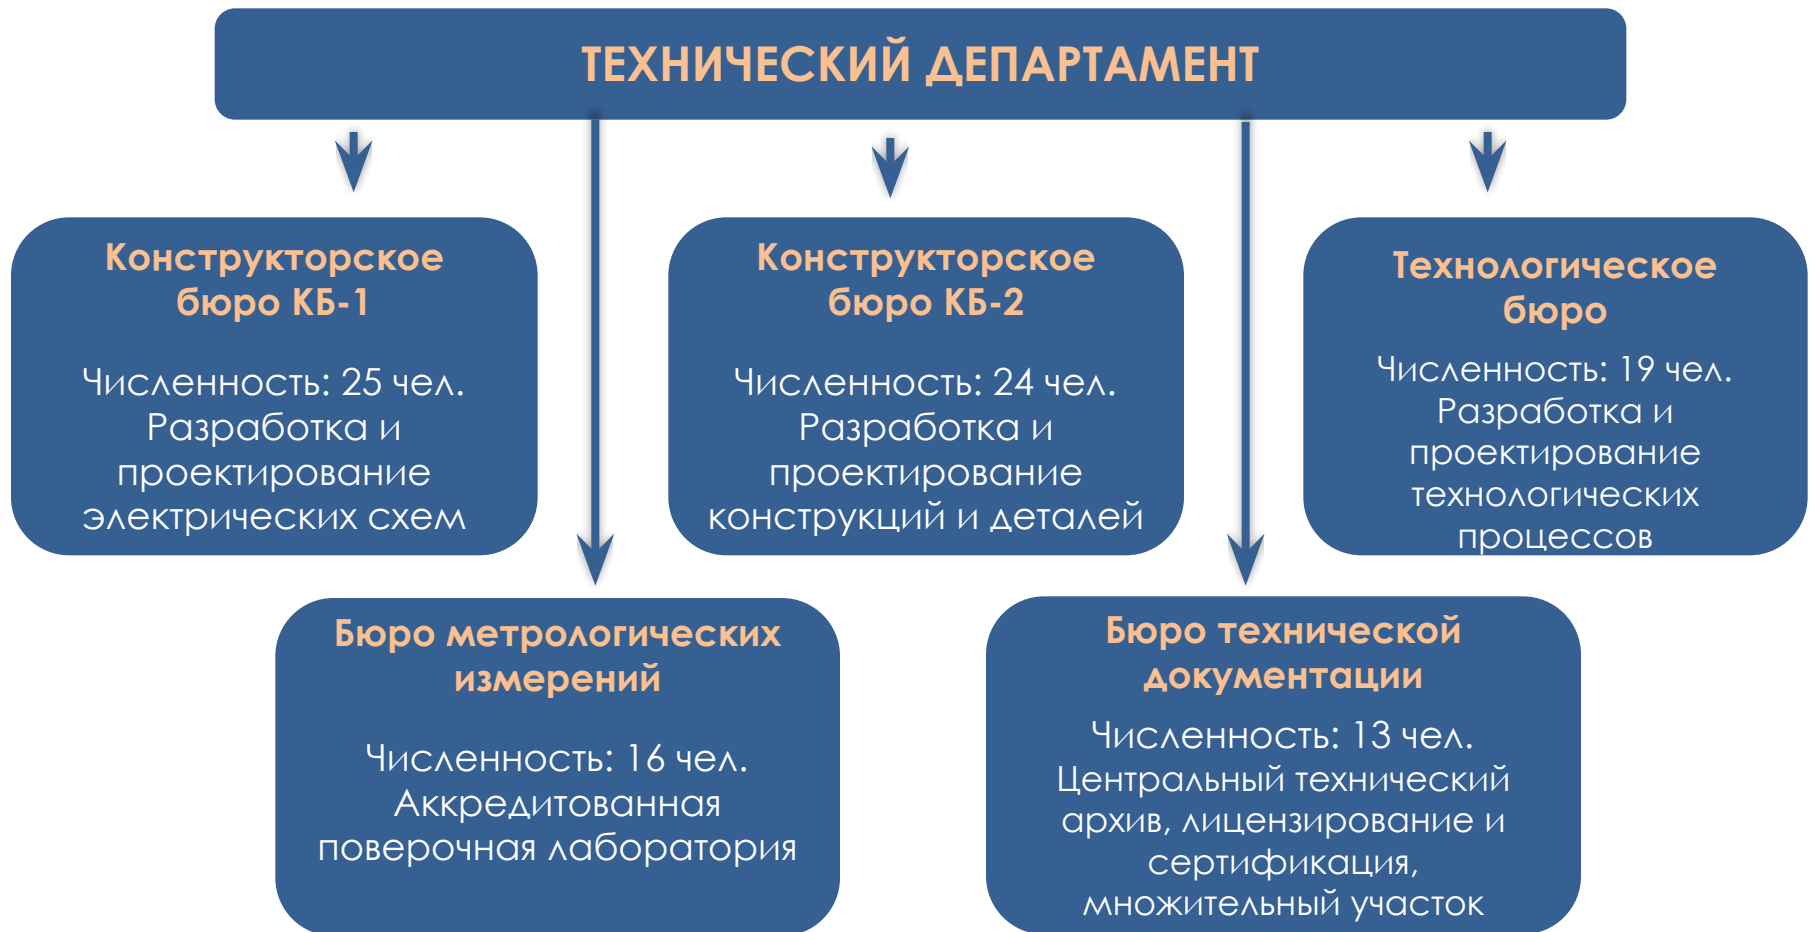 ТЕХНИЧЕСКИЙ ДЕПАРТАМЕНТ
Конструкторское
бюро КБ-1
Численность: 25 чел.
Разработка и
проектирование
электрических схем
Конструкторское
бюро КБ-2
Численность: 24 чел.
Разработка и
проектирование
конструкций и деталей
Технологическое
бюро
Численность: 19 чел.
Разработка и
проектирование
технологических
процессов
Бюро метрологических
измерений
Численность: 16 чел.
Аккредитованная
поверочная лаборатория
Бюро технической
документации
Численность: 13 чел.
Центральный технический
архив, лицензирование и
сертификация,
множительный участок